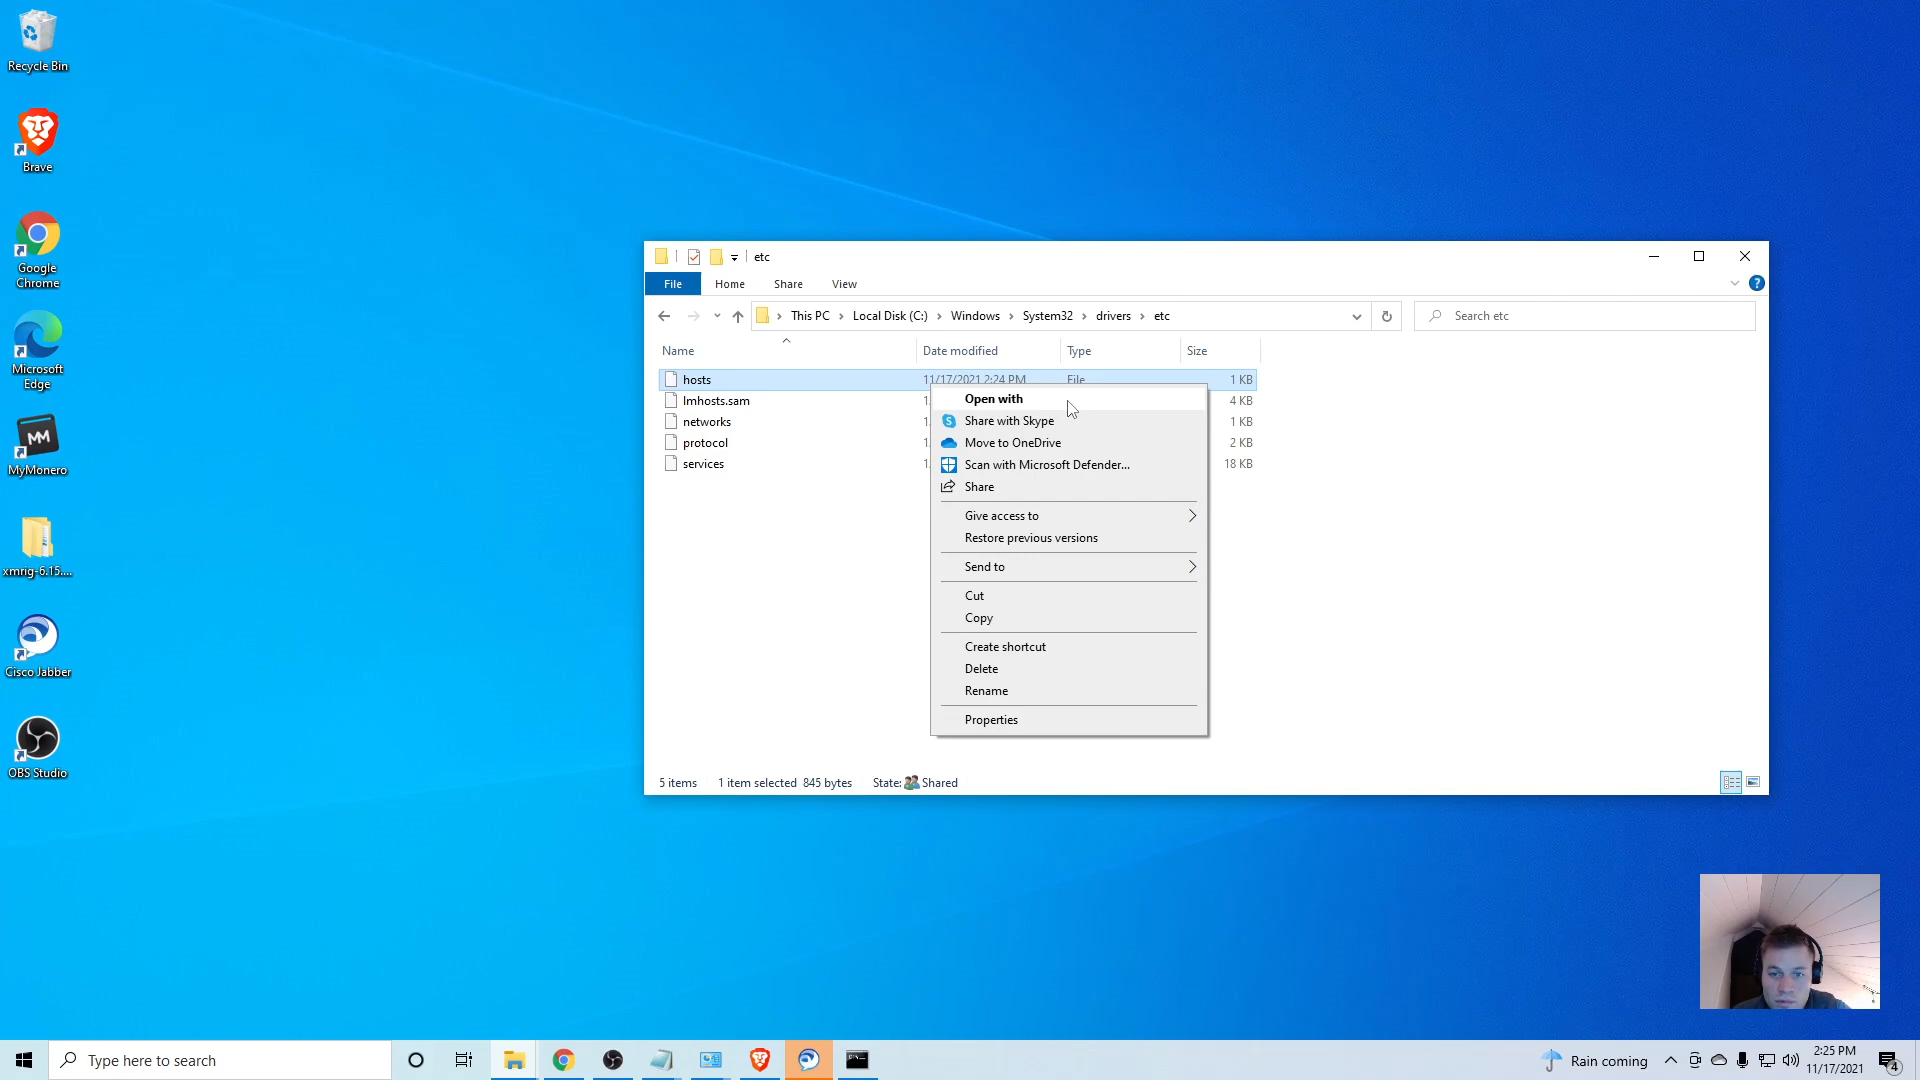 Recycle Bin
Brave
Google
Chrome
Microsoft
Edge
MyMonero
xmrig-6.15....
Cisco Jabber
OBS Studio
etc
File
Home
Share
View
This PC
Local Disk (C:)
Windows
System32
drivers
etc
Search etc
Name
Date modified
Type
Size
hosts 11/17/2021 2:24 PM File 1 KB
lmhosts.sam 1. 4 KB
networks 1. 1 KB
protocol 1. 2 KB
services 1. 18 KB
Open with
Share with Skype
Move to OneDrive
Scan with Microsoft Defender...
Share
Give access to
Restore previous versions
Send to
Cut
Copy
Create shortcut
Delete
Rename
Properties
5 items 1 item selected 845 bytes State: Shared
Type here to search
Rain coming
2:25 PM
11/17/2021
4